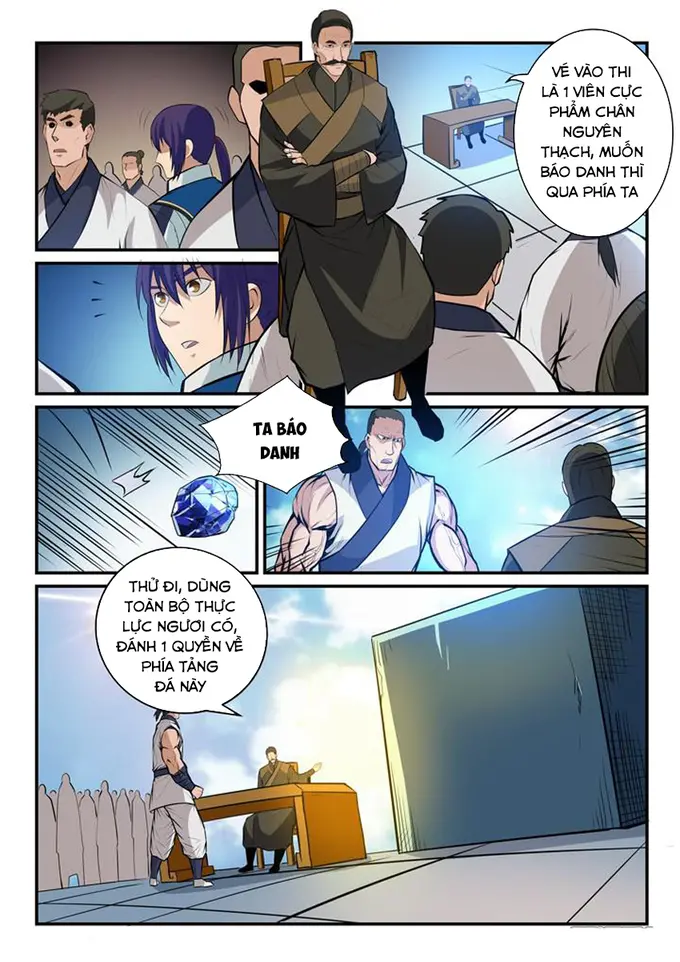 VÉ VÀO THI
LÀ 1 VIÊN CỰC
PHẨM CHÂN
NGUYÊN
THẠCH, MUỐN
BÁO DANH THÌ
QUA PHÍA TA
TA BÁO
DANH
THỬ ĐI, DÙNG
TOÀN BỘ THỰC
LỰC NGƯƠI CÓ,
ĐÁNH 1 QUYỀN VỀ
PHÍA TẢNG
ĐÁ NÀY